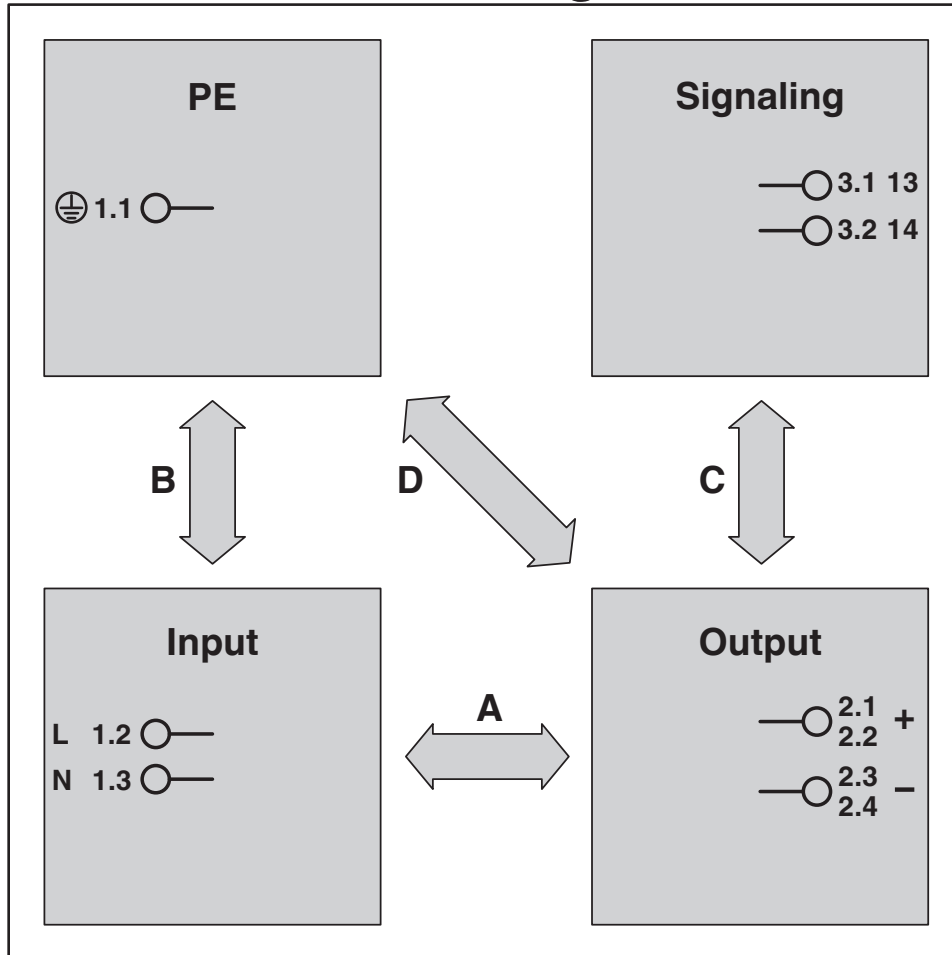 PE
1.1
Signaling
3.1 13
3.2 14
B
D
C
Input
L 1.2
N 1.3
A
Output
2.1
2.2
+
2.3
2.4
−